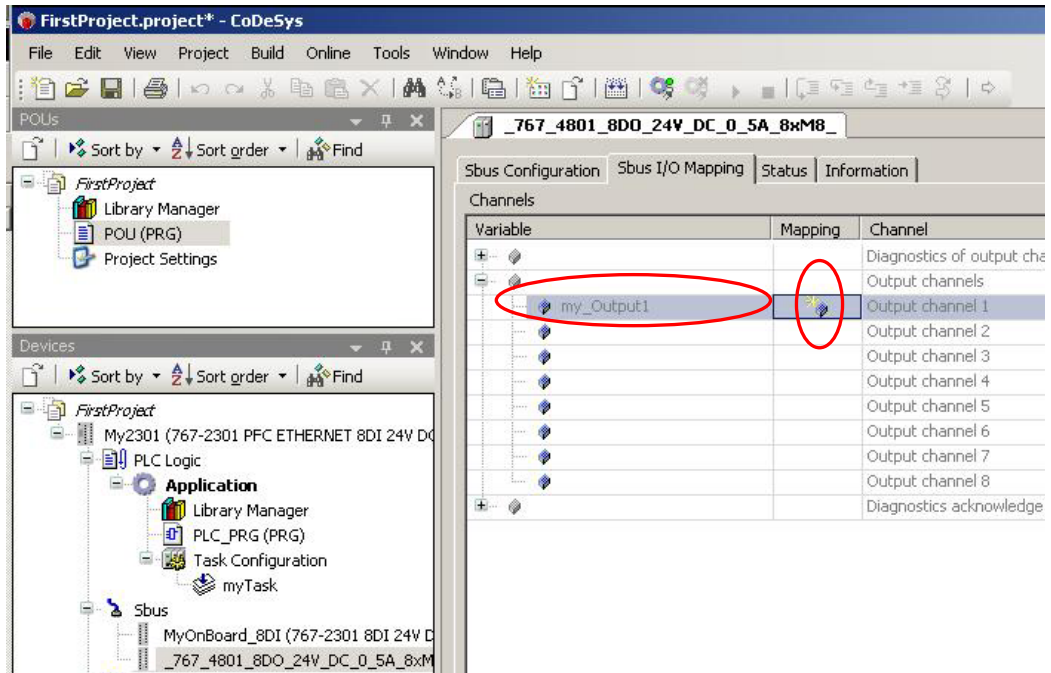 FirstProject.project* - CoDeSys
File Edit View Project Build Online Tools Window Help
POUs
Sort by Sort order Find
FirstProject
Library Manager
POU (PRG)
Project Settings
Devices
Sort by Sort order Find
FirstProject
My2301 (767-2301 PFC ETHERNET 8DI 24V DC
PLC Logic
Application
Library Manager
PLC_PRG (PRG)
Task Configuration
myTask
Sbus
MyOnBoard_8DI (767-2301 8DI 24V D
_767_4801_8DO_24V_DC_0_5A_8xM
_767_4801_8DO_24V_DC_0_5A_8xM8_
Sbus Configuration Sbus I/O Mapping Status Information
Channels
Variable Mapping Channel
Diagnostics of output cha
Output channels
my_Output1 Output channel 1
Output channel 2
Output channel 3
Output channel 4
Output channel 5
Output channel 6
Output channel 7
Output channel 8
Diagnostics acknowledge